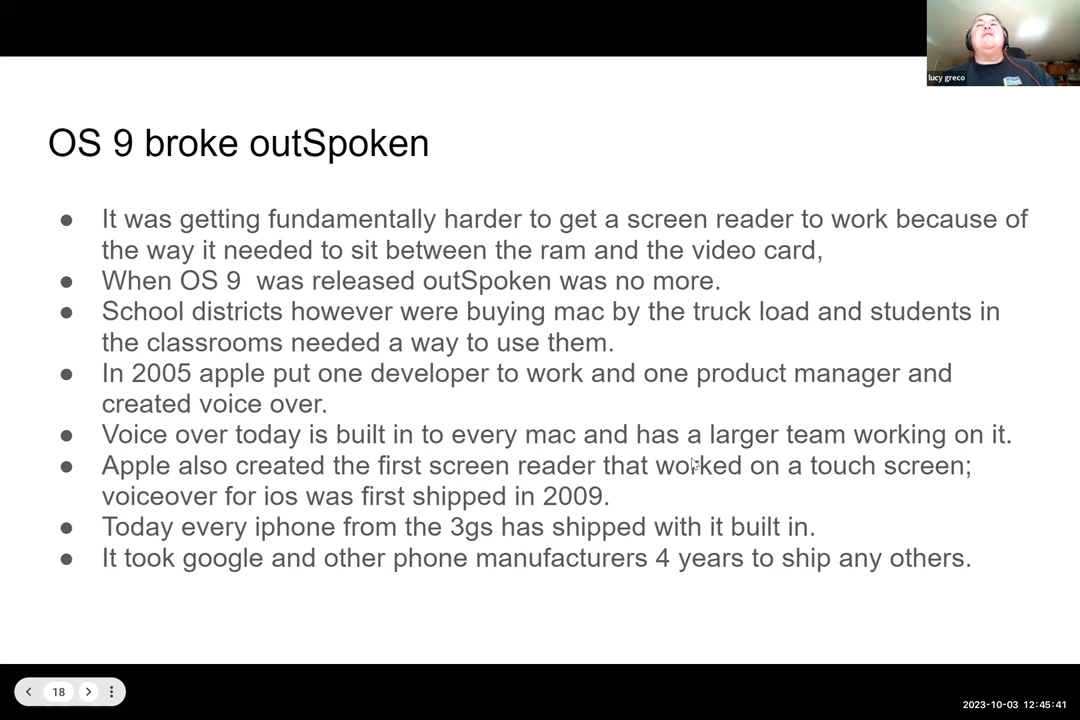 lucy greco
OS 9 broke outSpoken
● It was getting fundamentally harder to get a screen reader to work because of
the way it needed to sit between the ram and the video card,
● When OS 9  was released outSpoken was no more.
● School districts however were buying mac by the truck load and students in
the classrooms needed a way to use them.
● In 2005 apple put one developer to work and one product manager and
created voice over.
● Voice over today is built in to every mac and has a larger team working on it.
● Apple also created the first screen reader that worked on a touch screen;
voiceover for ios was first shipped in 2009.
● Today every iphone from the 3gs has shipped with it built in.
● It took google and other phone manufacturers 4 years to ship any others.
18
2023-10-03 12:45:41